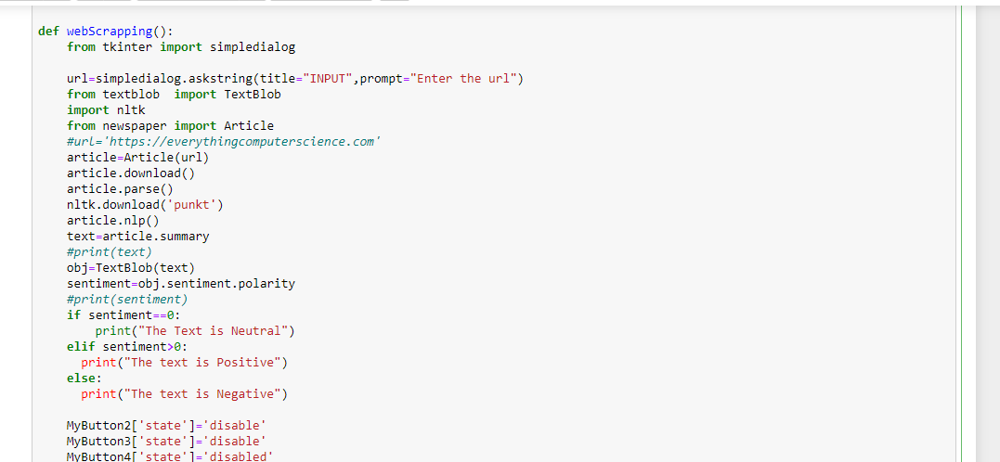 def webScrapping():
    from tkinter import simpledialog

    url=simpledialog.askstring(title="INPUT",prompt="Enter the url")
    from textblob  import TextBlob
    import nltk
    from newspaper import Article
    #url='https://everythingcomputerscience.com'
    article=Article(url)
    article.download()
    article.parse()
    nltk.download('punkt')
    article.nlp()
    text=article.summary
    #print(text)
    obj=TextBlob(text)
    sentiment=obj.sentiment.polarity
    #print(sentiment)
    if sentiment==0:
        print("The Text is Neutral")
    elif sentiment>0:
      print("The text is Positive")
    else:
      print("The text is Negative")

    MyButton2['state']='disable'
    MyButton3['state']='disable'
    MyButton4['state']='disabled'